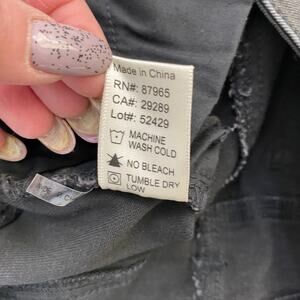 Made in China
RN#: 87965
CA#: 29289
Lot#: 52429
MACHINE
WASH COLD
NO BLEACH
TUMBLE DRY
LOW